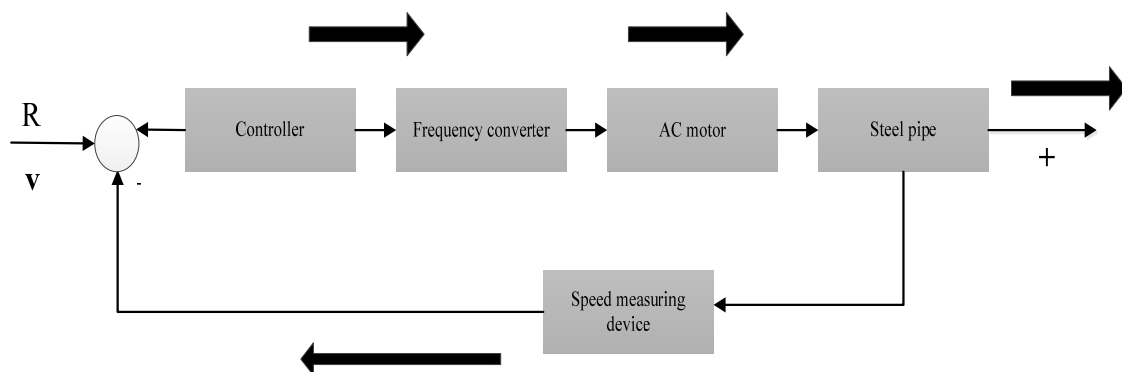 R
v
-
Controller
Frequency converter
AC motor
Steel pipe
+
Speed measuring
device